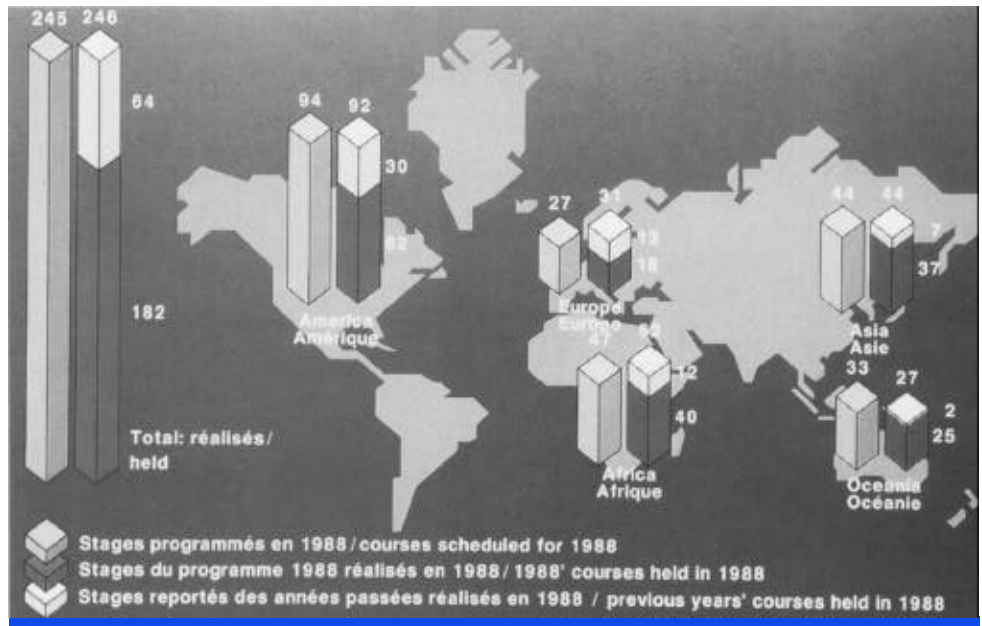 245 246
64
182
Total: réalisés/
held
94 92
30
62
America
Amérique
27 31
13
18
Europe
Europe
47 52
12
40
Africa
Afrique
44 44
7
37
Asia
Asie
33 27
2
25
Oceania
Océanie
Stages programmés en 1988/courses scheduled for 1988
Stages du programme 1988 réalisés en 1988/1988' courses held in 1988
Stages reportés des années passées réalisés en 1988 / previous years' courses held in 1988